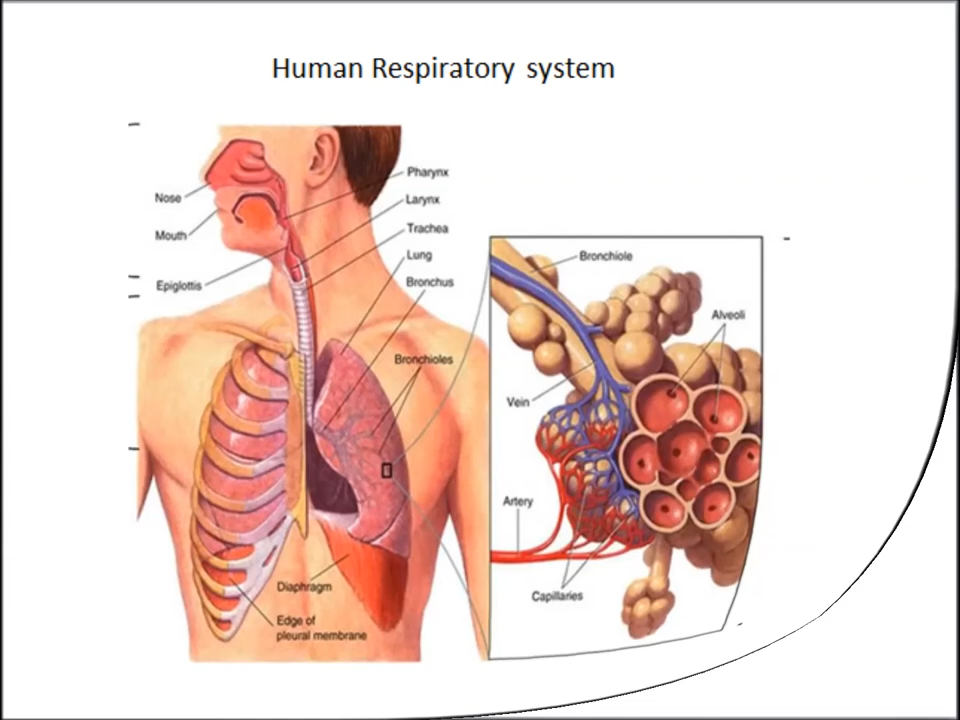 Human Respiratory system
Nose
Mouth
Epiglottis
Pharynx
Larynx
Trachea
Lung
Bronchus
Bronchioles
Diaphragm
Edge of
pleural membrane
Bronchiole
Alveoli
Vein
Artery
Capillaries